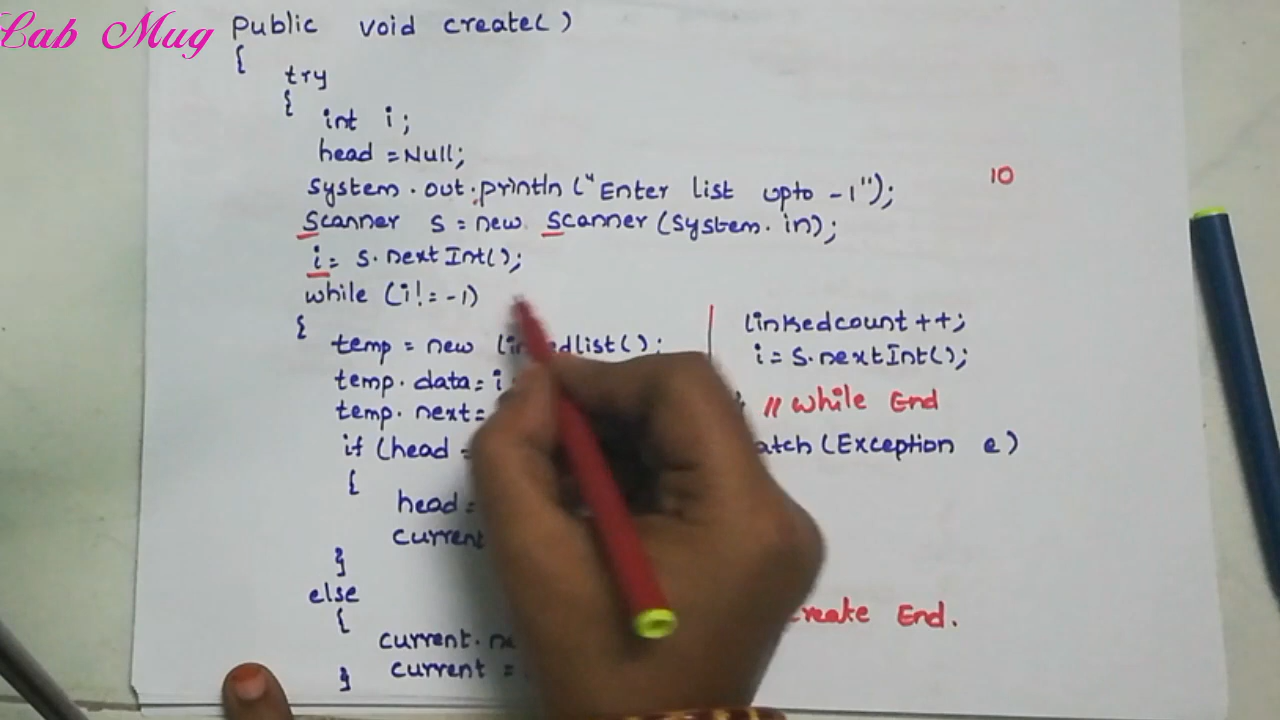 Lab Mug
public void create()
{
try
{
int i;
head = Null;
System.out.println("Enter list upto -1");
10
Scanner s = new Scanner(System.in);
i = s.nextInt();
while (i! = -1)
{
temp = new
temp.data = i
temp.next =
if (head =
{
head =
current
}
else
{
current.
current =
}
linkedcount ++;
i = s.nextInt();
// while End
(Exception e)
End.